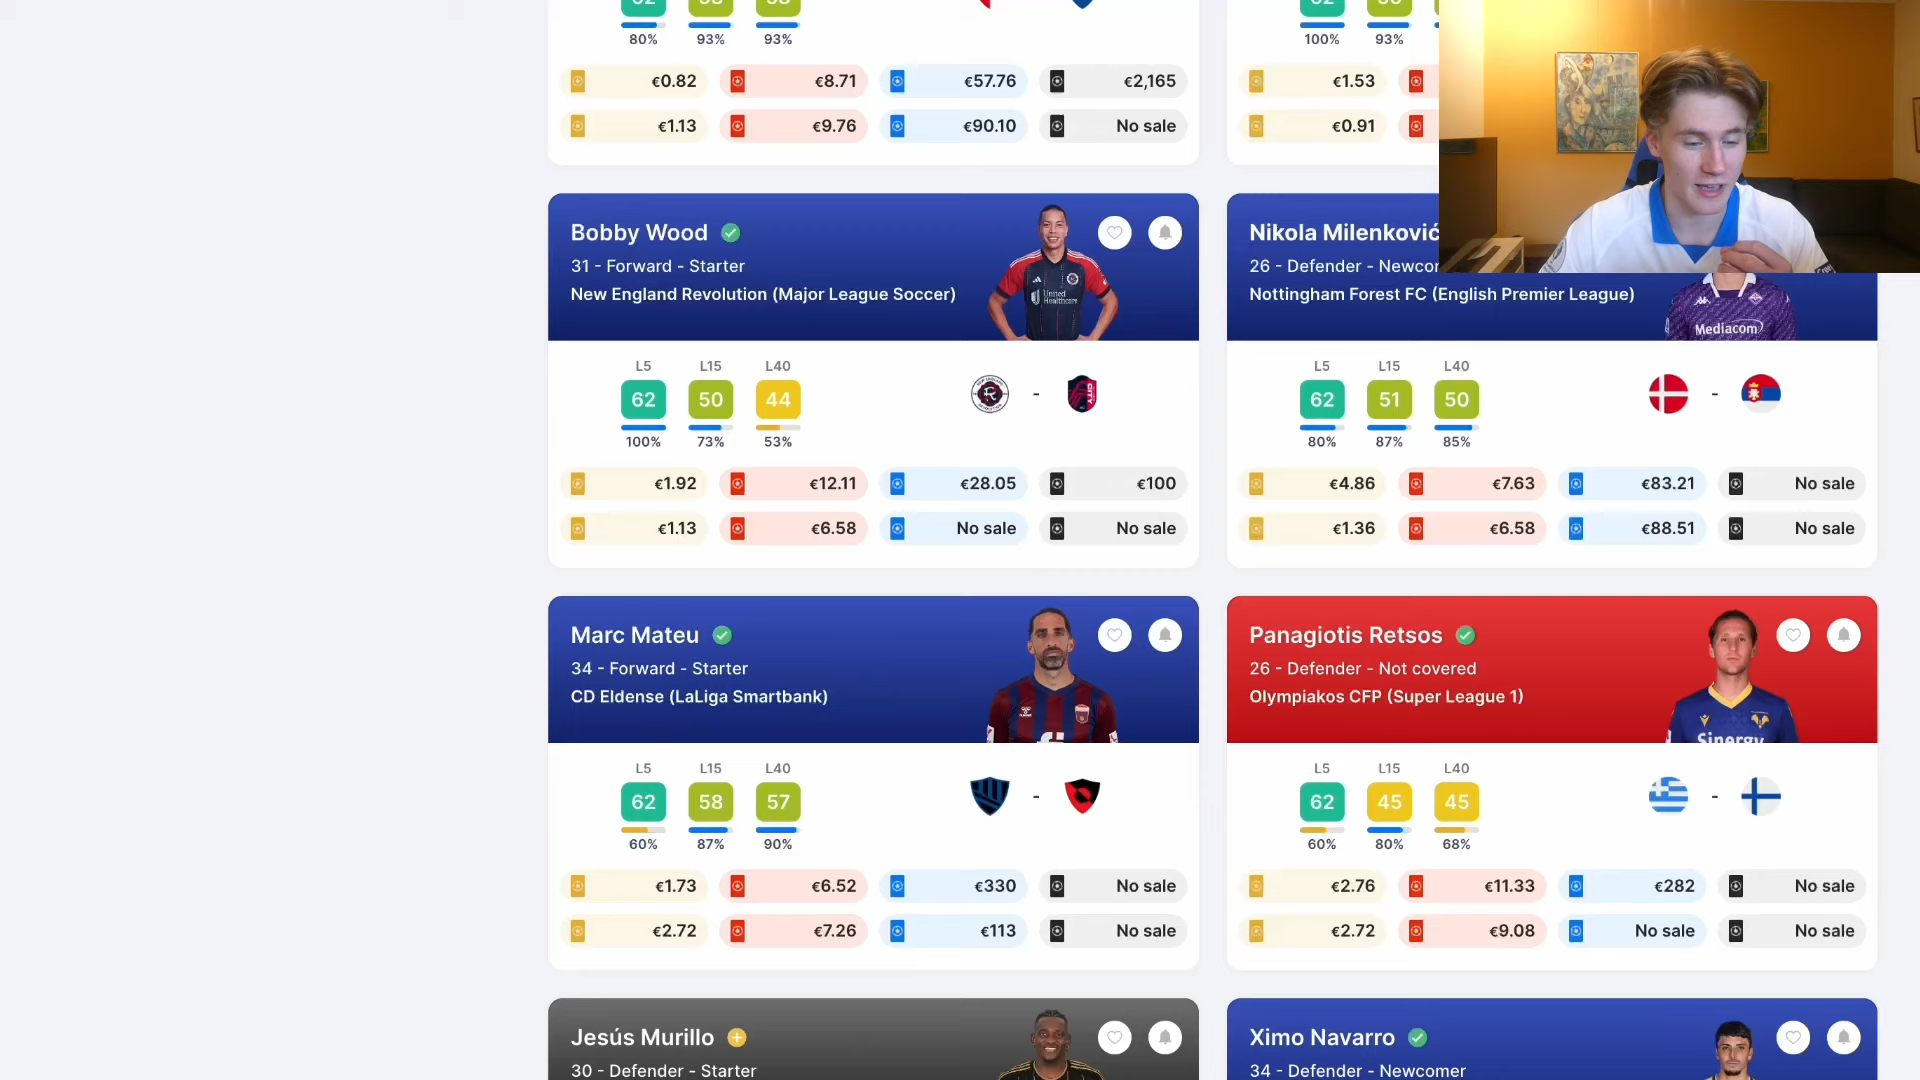 80% 93% 93%
€0.82 €8.71 €57.76 €2,165
€1.13 €9.76 €90.10 No sale
100% 93%
€1.53
€0.91
Bobby Wood
31 - Forward - Starter
New England Revolution (Major League Soccer)
L5 L15 L40
62 50 44
100% 73% 53%
€1.92 €12.11 €28.05 €100
€1.13 €6.58 No sale No sale
Nikola Milenković
26 - Defender - Newcom
Nottingham Forest FC (English Premier League)
Mediacom
L5 L15 L40
62 51 50
80% 87% 85%
€4.86 €7.63 €83.21 No sale
€1.36 €6.58 €88.51 No sale
Marc Mateu
34 - Forward - Starter
CD Eldense (LaLiga Smartbank)
L5 L15 L40
62 58 57
60% 87% 90%
€1.73 €6.52 €330 No sale
€2.72 €7.26 €113 No sale
Panagiotis Retsos
26 - Defender - Not covered
Olympiakos CFP (Super League 1)
Sinergy
L5 L15 L40
62 45 45
60% 80% 68%
€2.76 €11.33 €282 No sale
€2.72 €9.08 No sale No sale
Jesús Murillo
30 - Defender - Starter
Ximo Navarro
34 - Defender - Newcomer